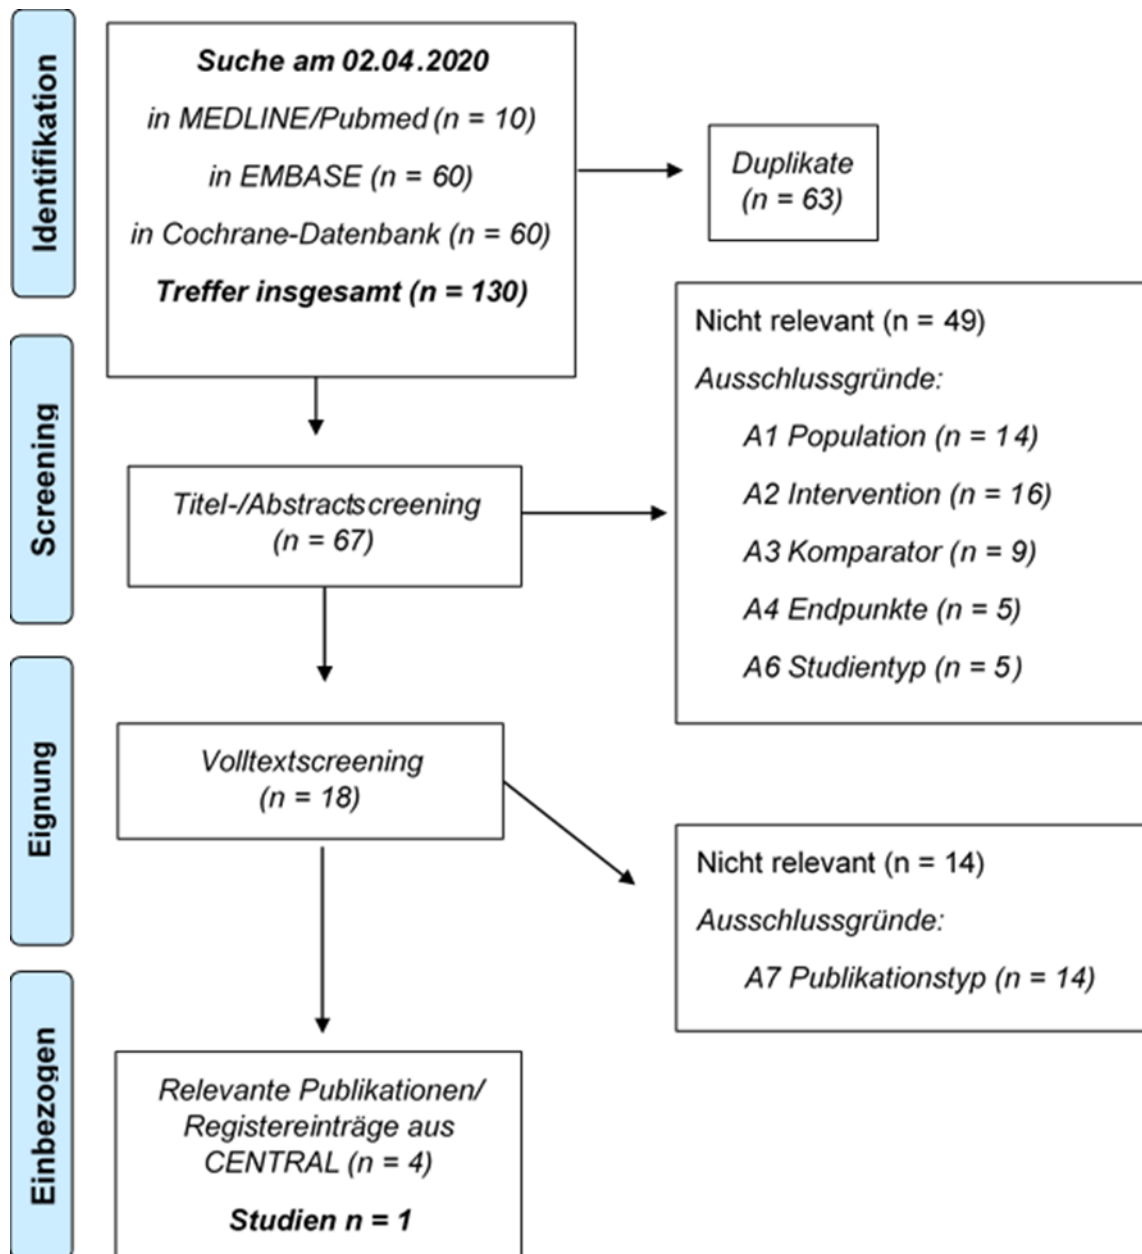 Identifikation
Suche am 02.04.2020
in MEDLINE/Pubmed (n = 10)
in EMBASE (n = 60)
in Cochrane-Datenbank (n = 60)
Treffer insgesamt (n = 130)
Duplikate
(n = 63)
Screening
Titel-/Abstractscreening
(n = 67)
Nicht relevant (n = 49)
Ausschlussgründe:
A1 Population (n = 14)
A2 Intervention (n = 16)
A3 Komparator (n = 9)
A4 Endpunkte (n = 5)
A6 Studientyp (n = 5)
Eignung
Volltextscreening
(n = 18)
Nicht relevant (n = 14)
Ausschlussgründe:
A7 Publikationstyp (n = 14)
Einbezogen
Relevante Publikationen/
Registereinträge aus
CENTRAL (n = 4)
Studien n = 1